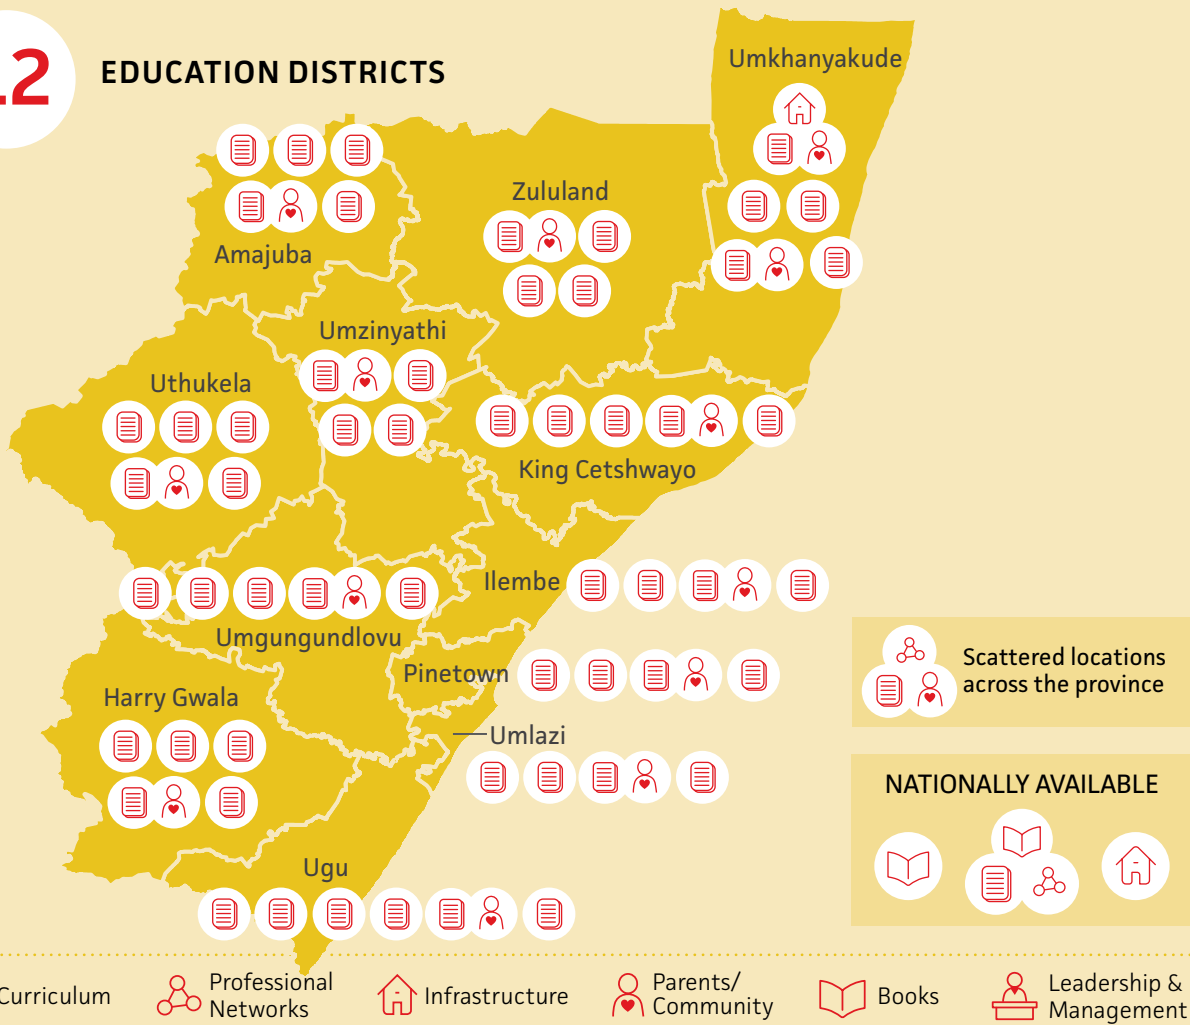 12
EDUCATION DISTRICTS
Umkhanyakude
Zululand
Amajuba
Umzinyathi
Uthukela
King Cetshwayo
Ilembe
Umgungundlovu
Pinetown
Harry Gwala
Umlazi
Ugu
Scattered locations
across the province
NATIONALLY AVAILABLE
Curriculum
Professional
Networks
Infrastructure
Parents/
Community
Books
Leadership &
Management